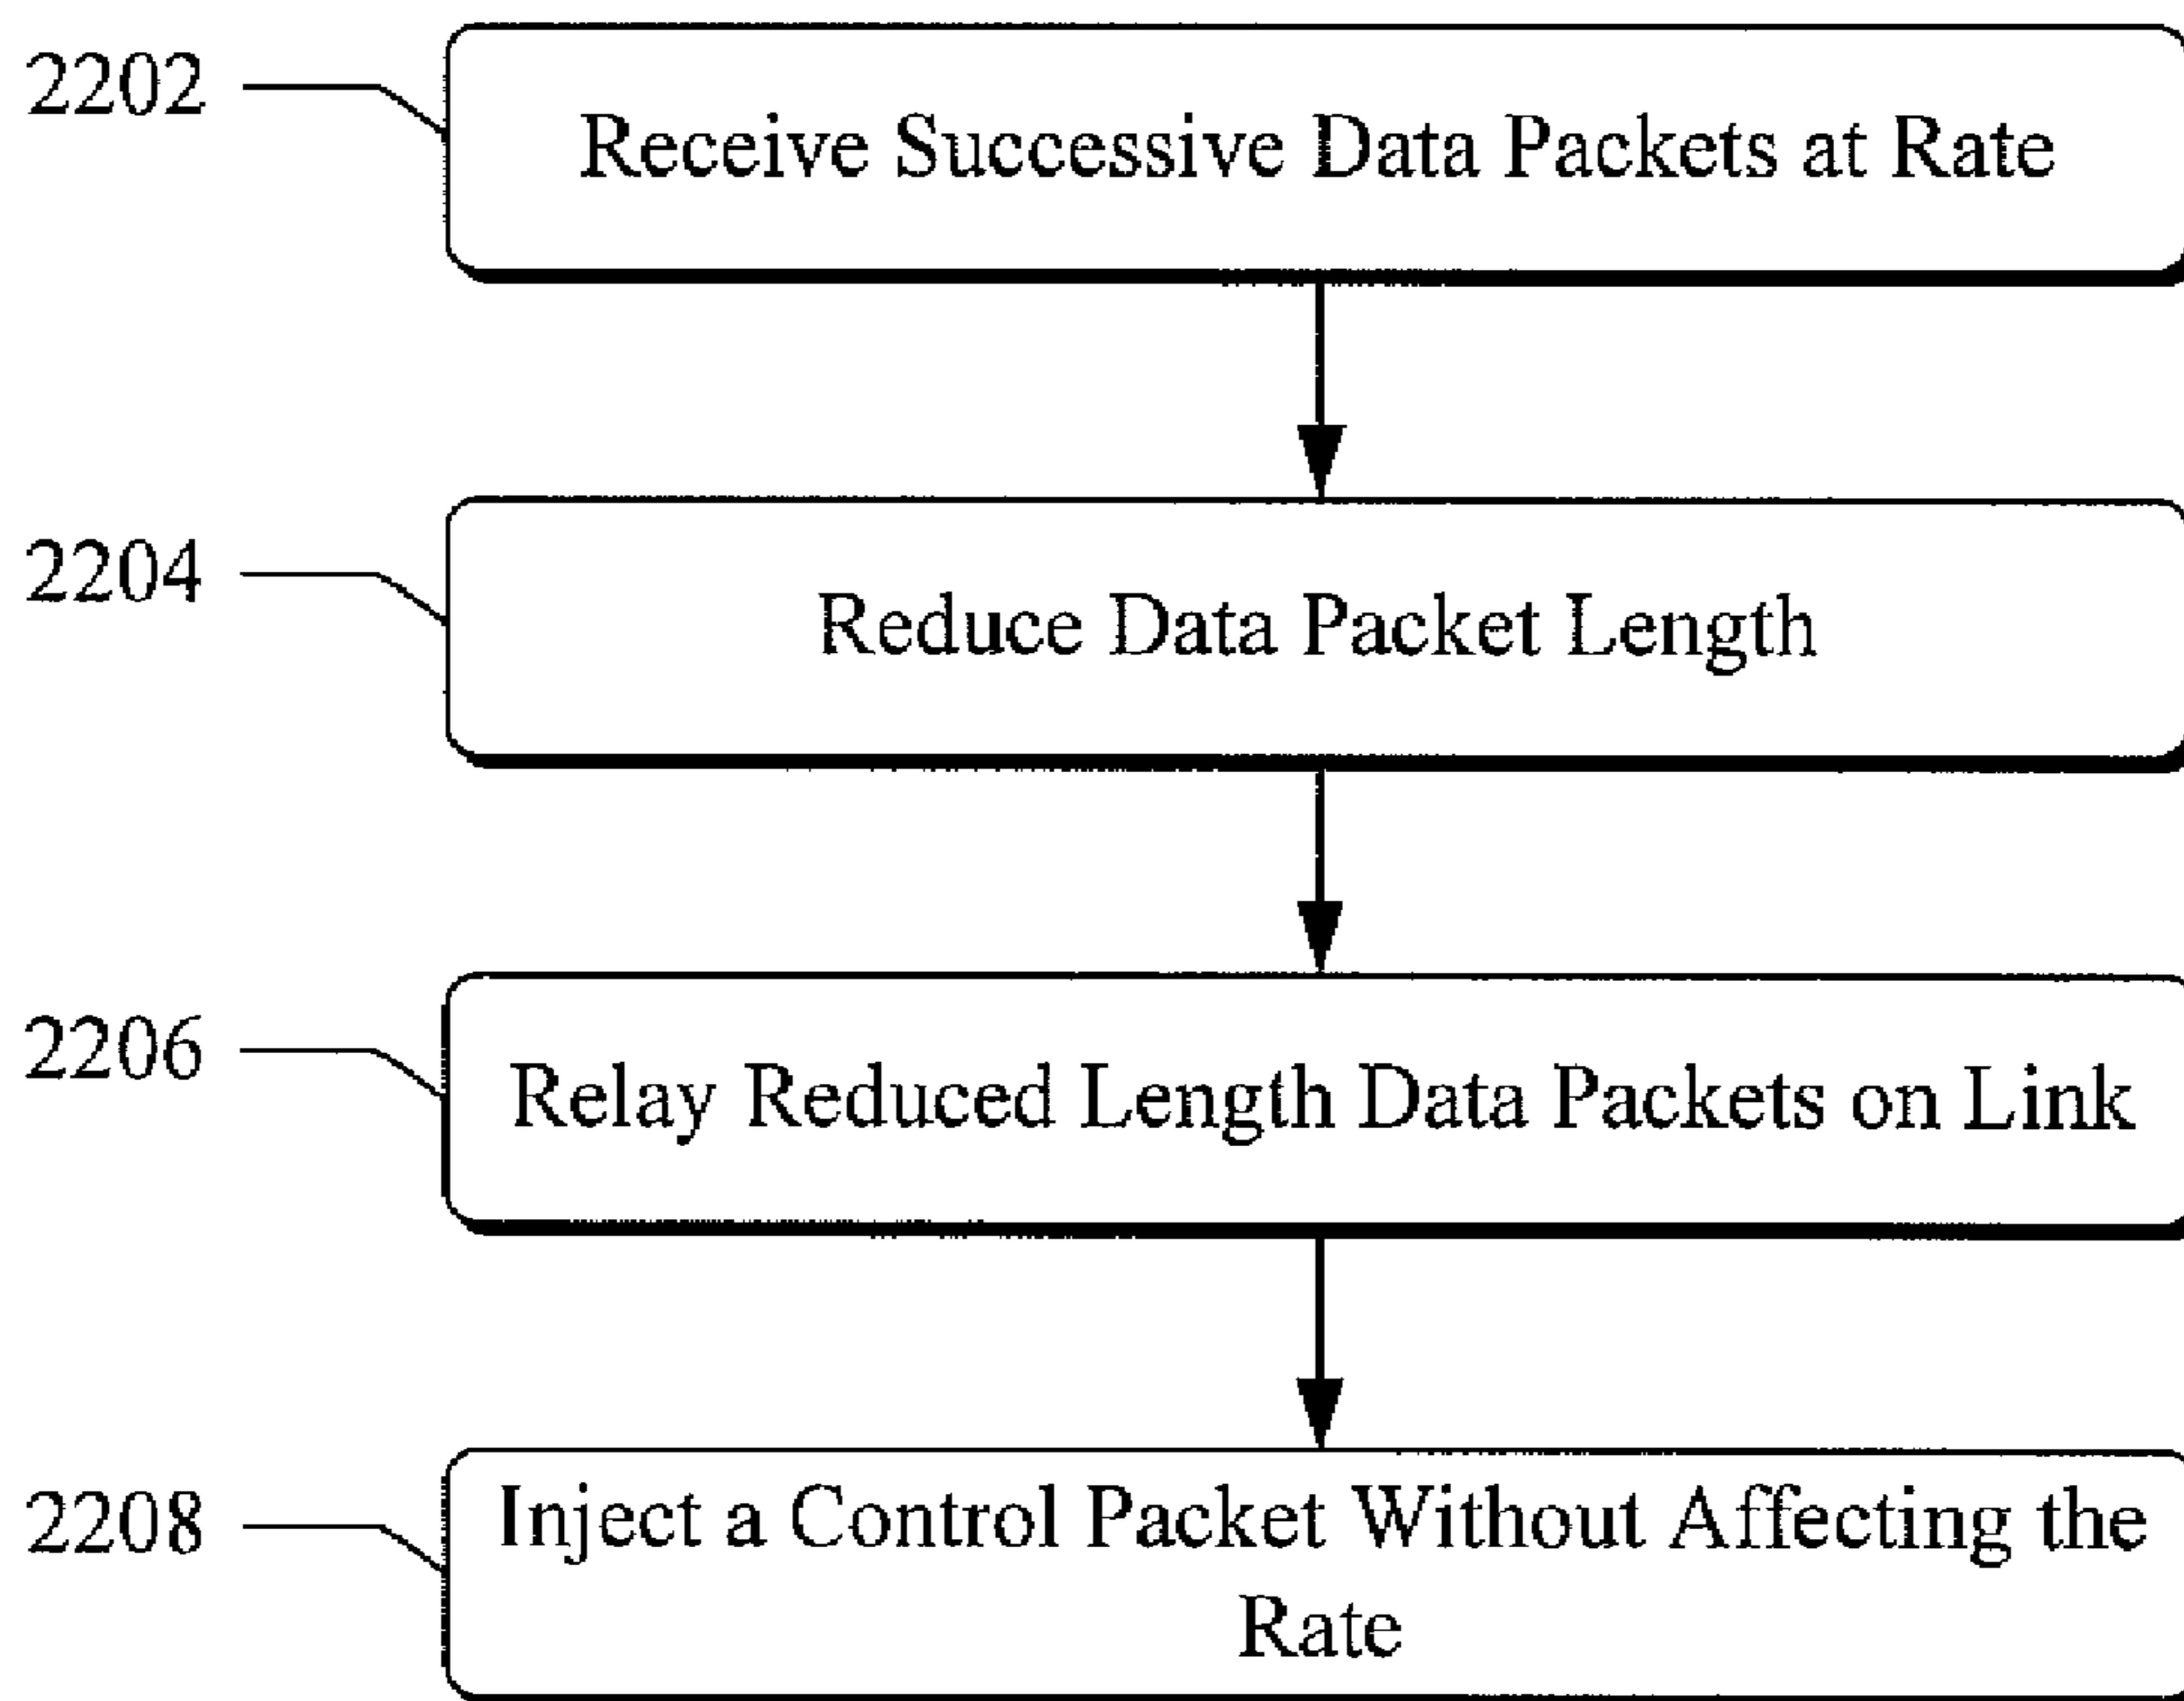 2202
Receive Successive Data Packets at Rate
2204
Reduce Data Packet Length
2206
Relay Reduced Length Data Packets on Link
2208
Inject a Control Packet Without Affecting the
Rate